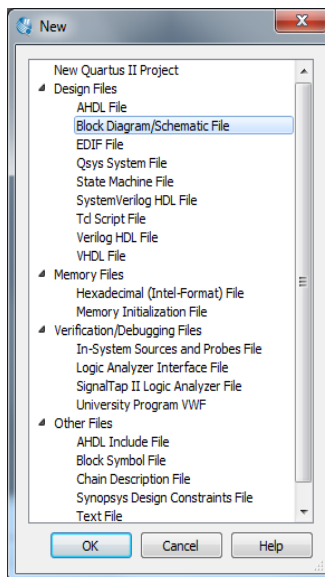 New
New Quartus II Project
Design Files
AHDL File
Block Diagram/Schematic File
EDIF File
Qsys System File
State Machine File
SystemVerilog HDL File
Tcl Script File
Verilog HDL File
VHDL File
Memory Files
Hexadecimal (Intel-Format) File
Memory Initialization File
Verification/Debugging Files
In-System Sources and Probes File
Logic Analyzer Interface File
SignalTap II Logic Analyzer File
University Program VWF
Other Files
AHDL Include File
Block Symbol File
Chain Description File
Synopsys Design Constraints File
Text File
OK Cancel Help